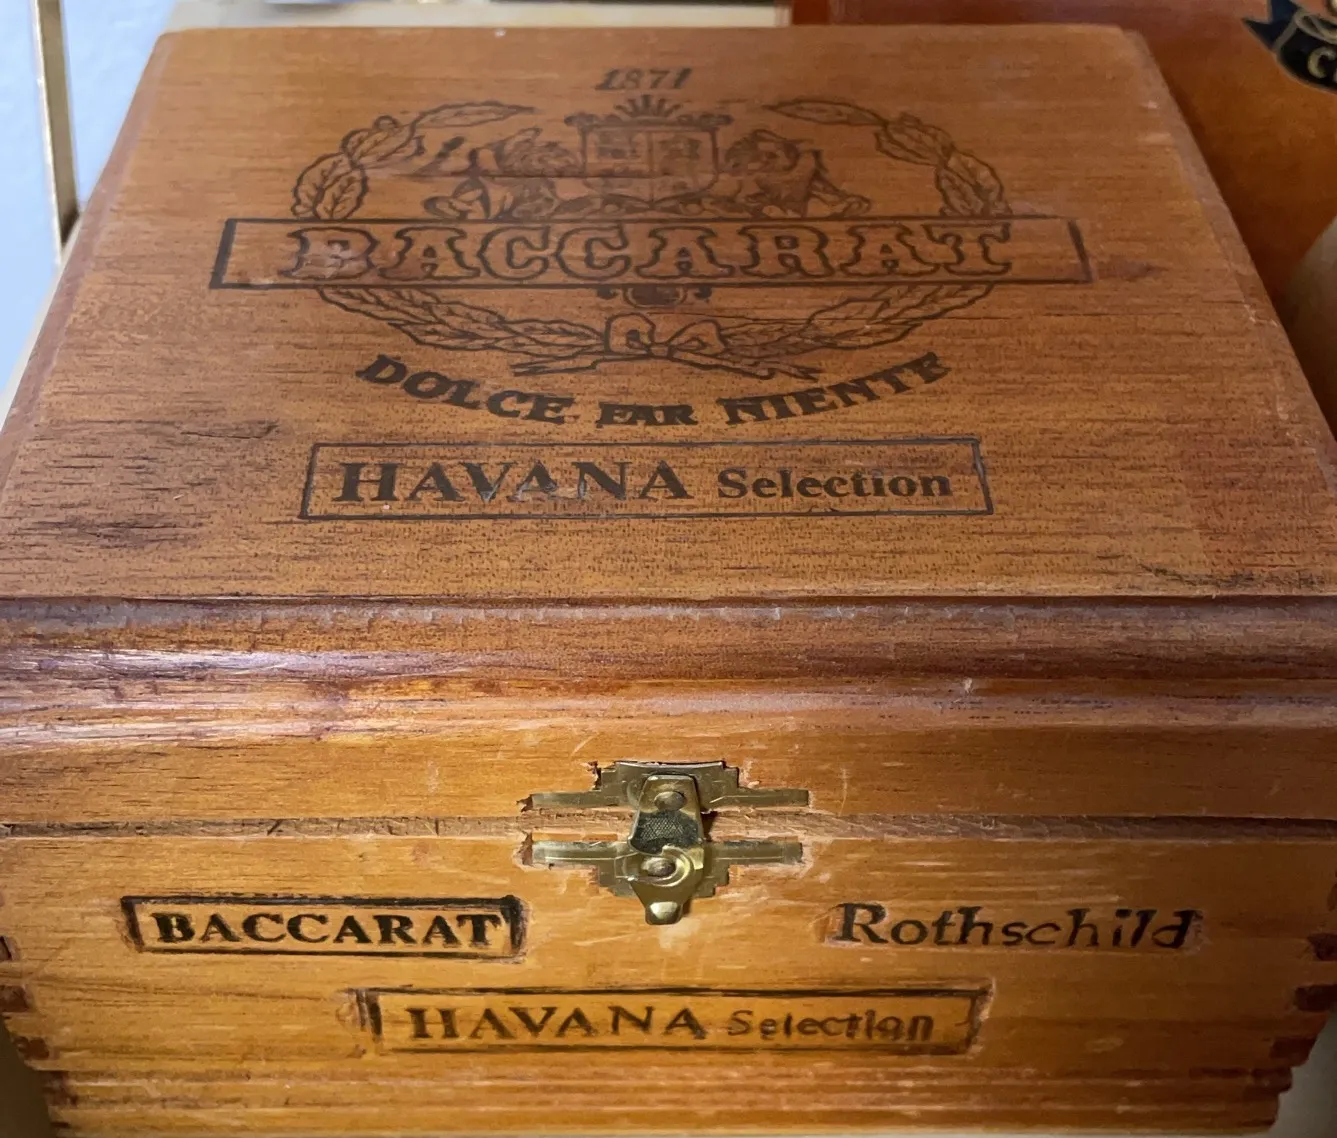 1871
BACCARAT
DOLCE FAR NIENTE
HAVANA Selection
BACCARAT
Rothschild
HAVANA Selection